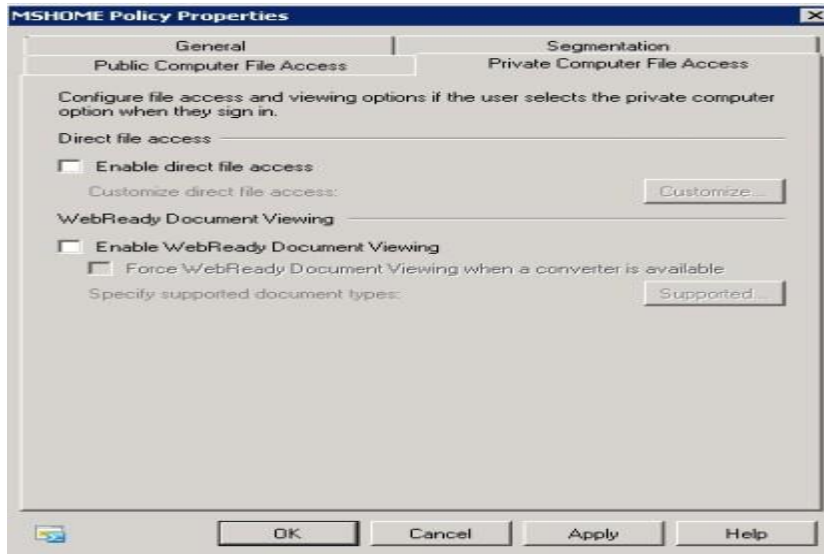 MSHOME Policy Properties
General
Segmentation
Public Computer File Access
Private Computer File Access
Configure file access and viewing options if the user selects the private computer
option when they sign in.
Direct file access
Enable direct file access
Customize direct file access:
Customize...
WebReady Document Viewing
Enable WebReady Document Viewing
Force WebReady Document Viewing when a converter is available
Specify supported document types:
Supported...
OK
Cancel
Apply
Help